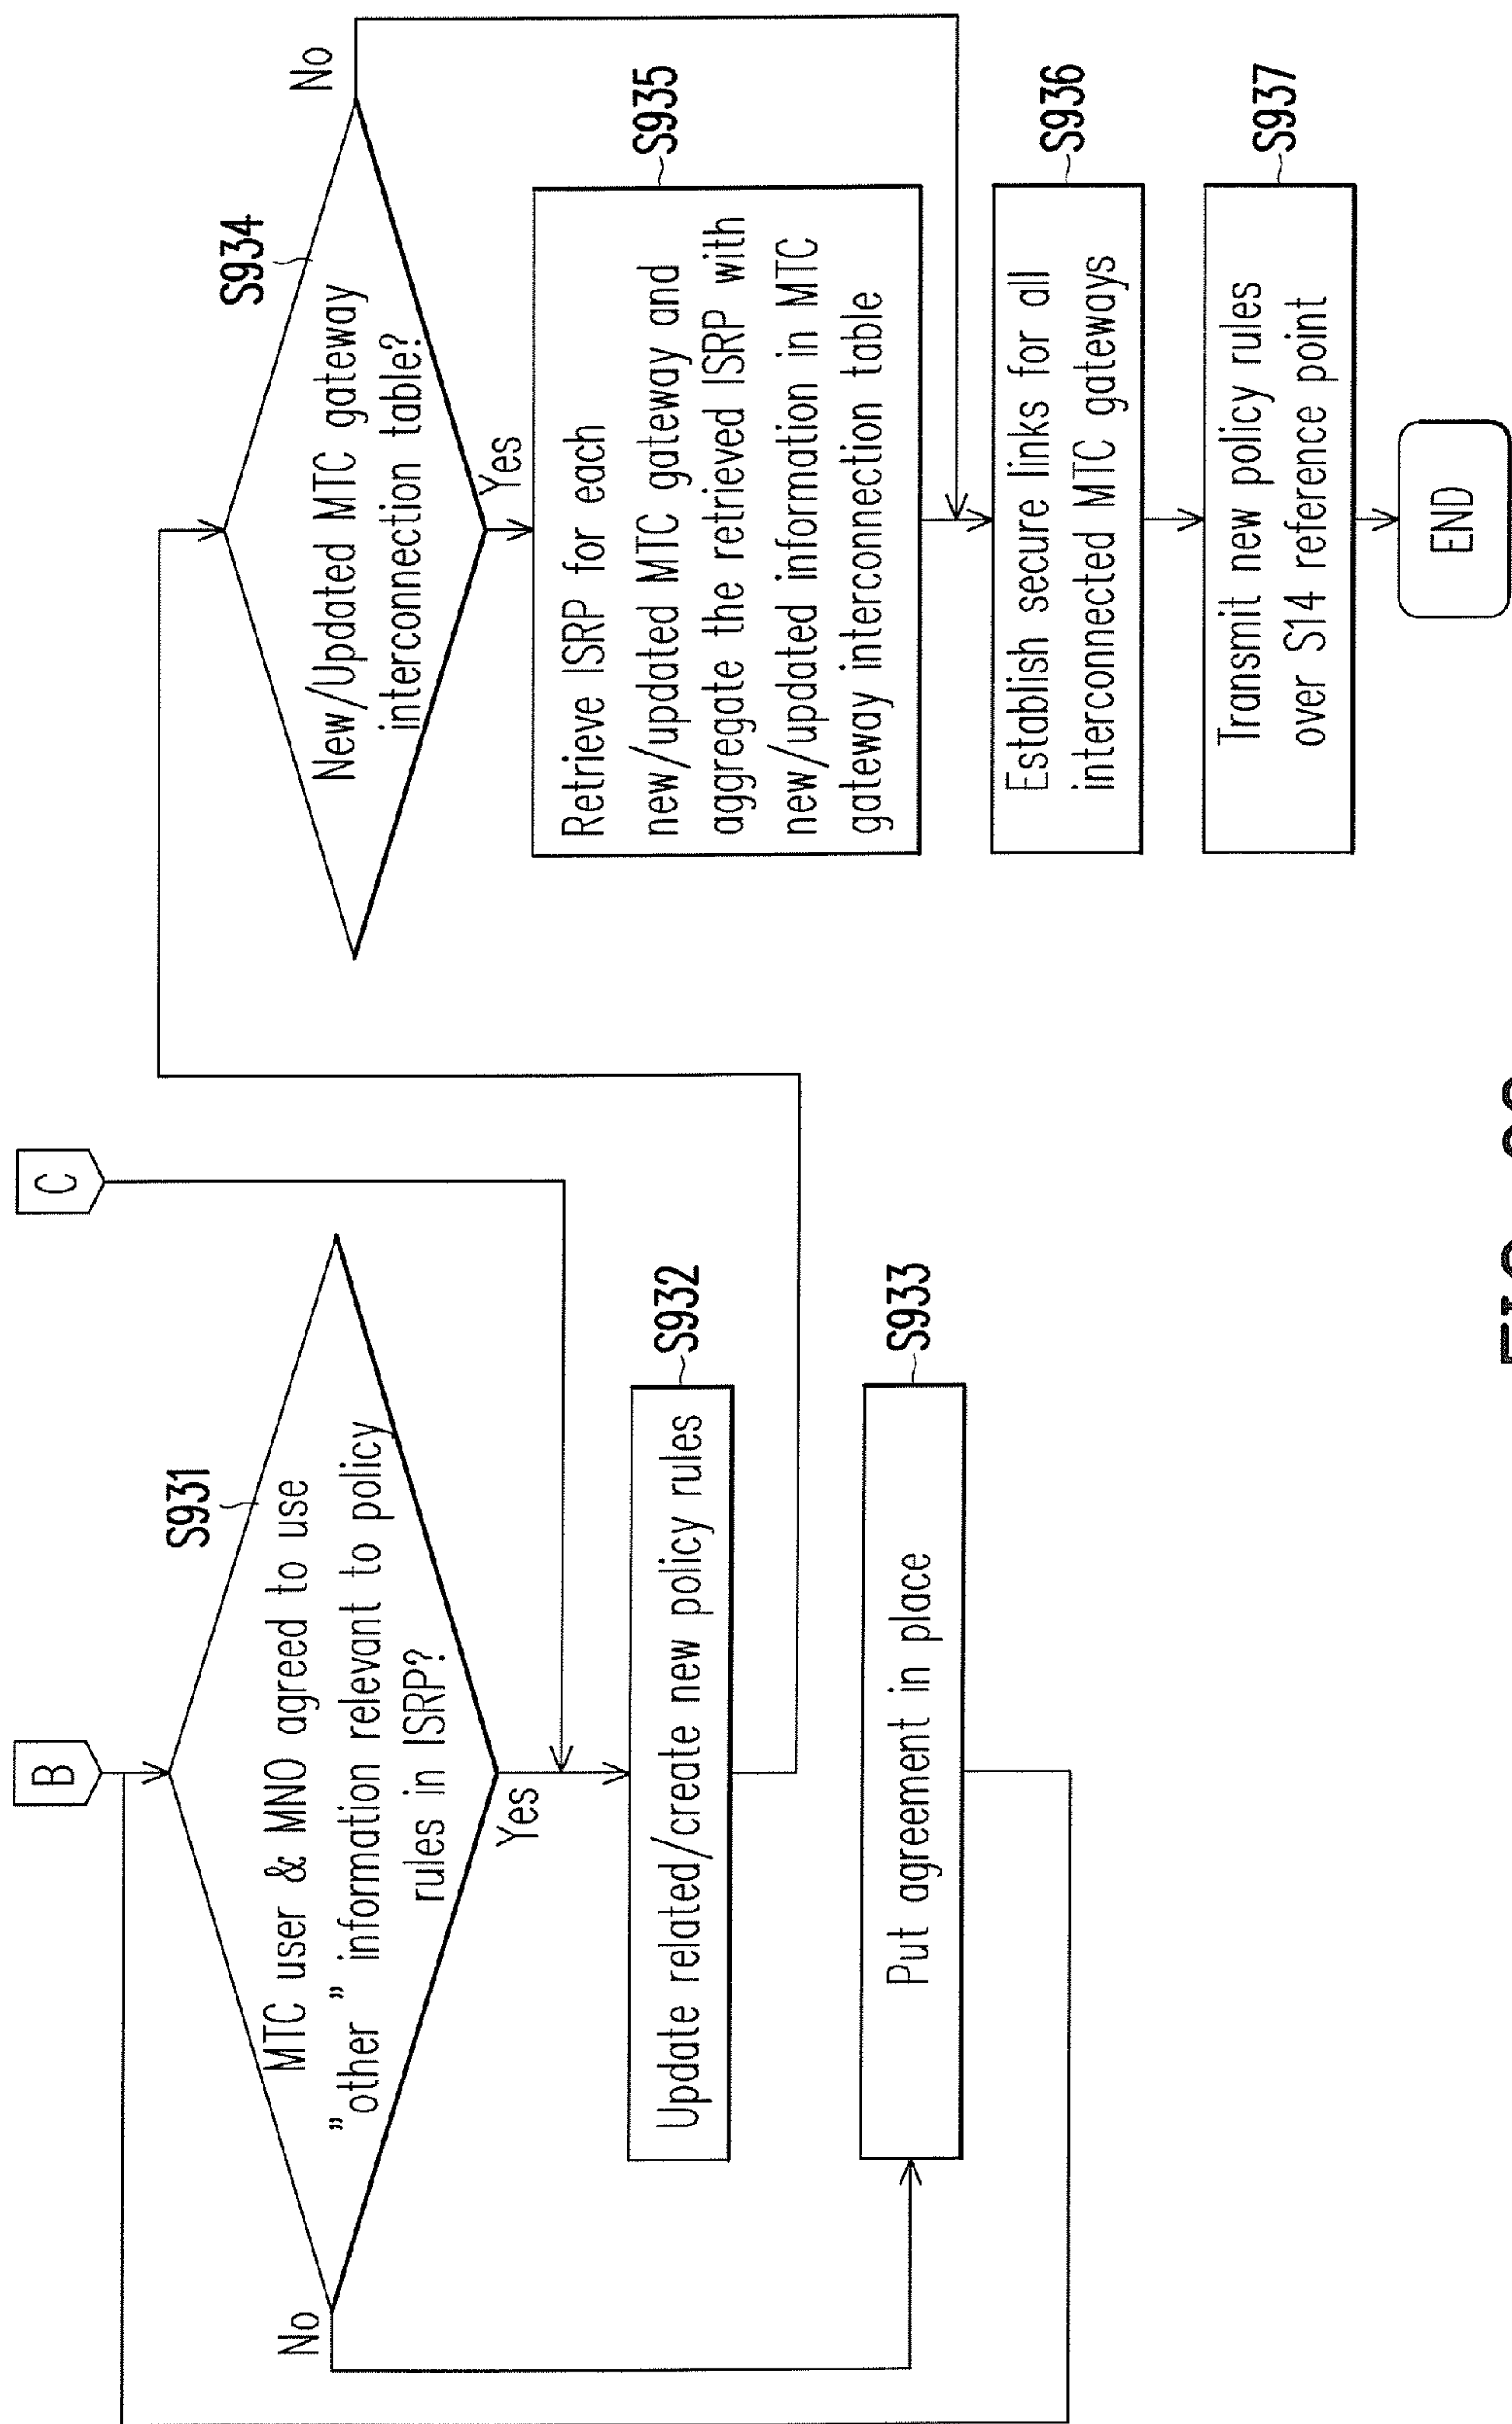 B
C
S931
MTC user & MNO agreed to use
"other " information relevant to policy
rules in ISRP?
No
Yes
S932
Update related/create new policy rules
S933
Put agreement in place
S934
New/Updated MTC gateway
interconnection table?
No
Yes
S935
Retrieve ISRP for each
new/updated MTC gateway and
aggregate the retrieved ISRP with
new/updated information in MTC
gateway interconnection table
S936
Establish secure links for all
interconnected MTC gateways
S937
Transmit new policy rules
over S14 reference point
END